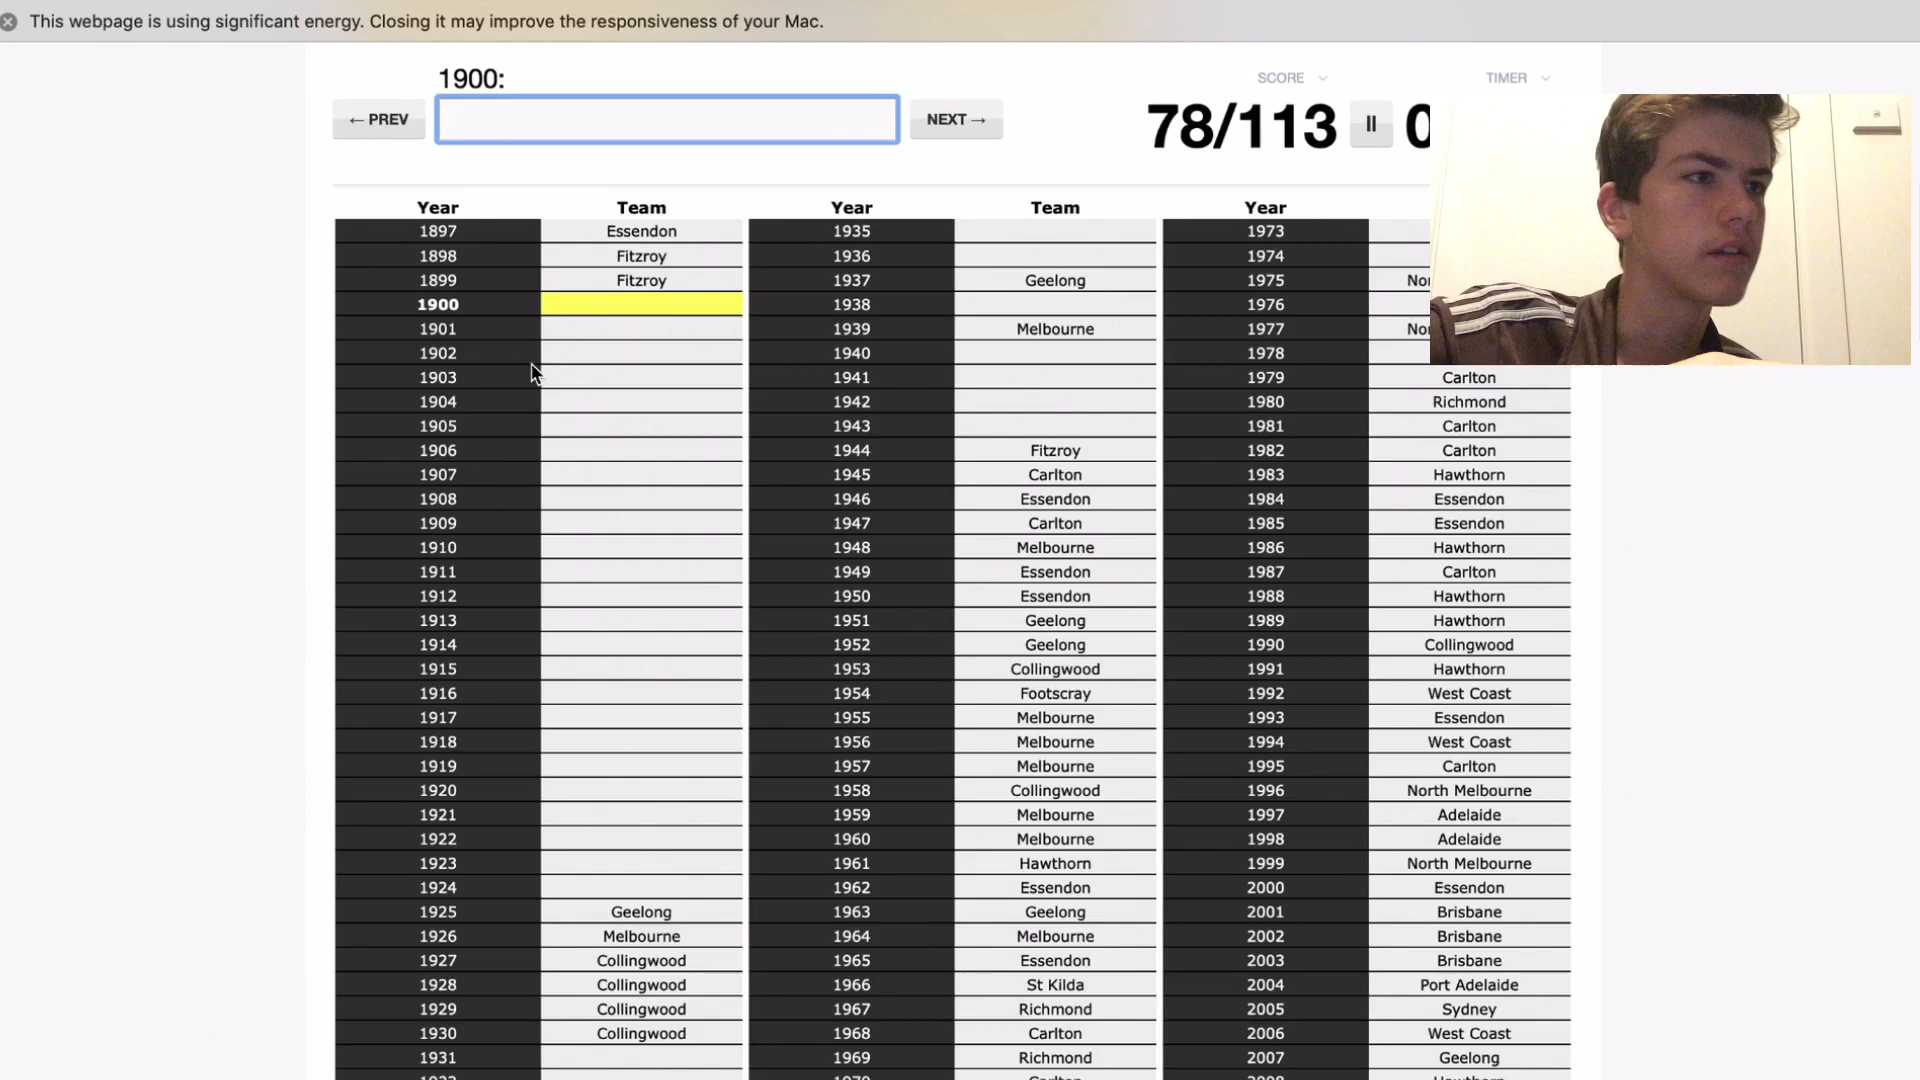 This webpage is using significant energy. Closing it may improve the responsiveness of your Mac.
1900:
SCORE TIMER
← PREV NEXT → 78/113
Year Team Year Team Year
1897 Essendon 1935 1973
1898 Fitzroy 1936 1974
1899 Fitzroy 1937 Geelong 1975 No
1900 1938 1976
1901 1939 Melbourne 1977 No
1902 1940 1978
1903 1941 1979 Carlton
1904 1942 1980 Richmond
1905 1943 1981 Carlton
1906 1944 Fitzroy 1982 Carlton
1907 1945 Carlton 1983 Hawthorn
1908 1946 Essendon 1984 Essendon
1909 1947 Carlton 1985 Essendon
1910 1948 Melbourne 1986 Hawthorn
1911 1949 Essendon 1987 Carlton
1912 1950 Essendon 1988 Hawthorn
1913 1951 Geelong 1989 Hawthorn
1914 1952 Geelong 1990 Collingwood
1915 1953 Collingwood 1991 Hawthorn
1916 1954 Footscray 1992 West Coast
1917 1955 Melbourne 1993 Essendon
1918 1956 Melbourne 1994 West Coast
1919 1957 Melbourne 1995 Carlton
1920 1958 Collingwood 1996 North Melbourne
1921 1959 Melbourne 1997 Adelaide
1922 1960 Melbourne 1998 Adelaide
1923 1961 Hawthorn 1999 North Melbourne
1924 1962 Essendon 2000 Essendon
1925 Geelong 1963 Geelong 2001 Brisbane
1926 Melbourne 1964 Melbourne 2002 Brisbane
1927 Collingwood 1965 Essendon 2003 Brisbane
1928 Collingwood 1966 St Kilda 2004 Port Adelaide
1929 Collingwood 1967 Richmond 2005 Sydney
1930 Collingwood 1968 Carlton 2006 West Coast
1931 1969 Richmond 2007 Geelong